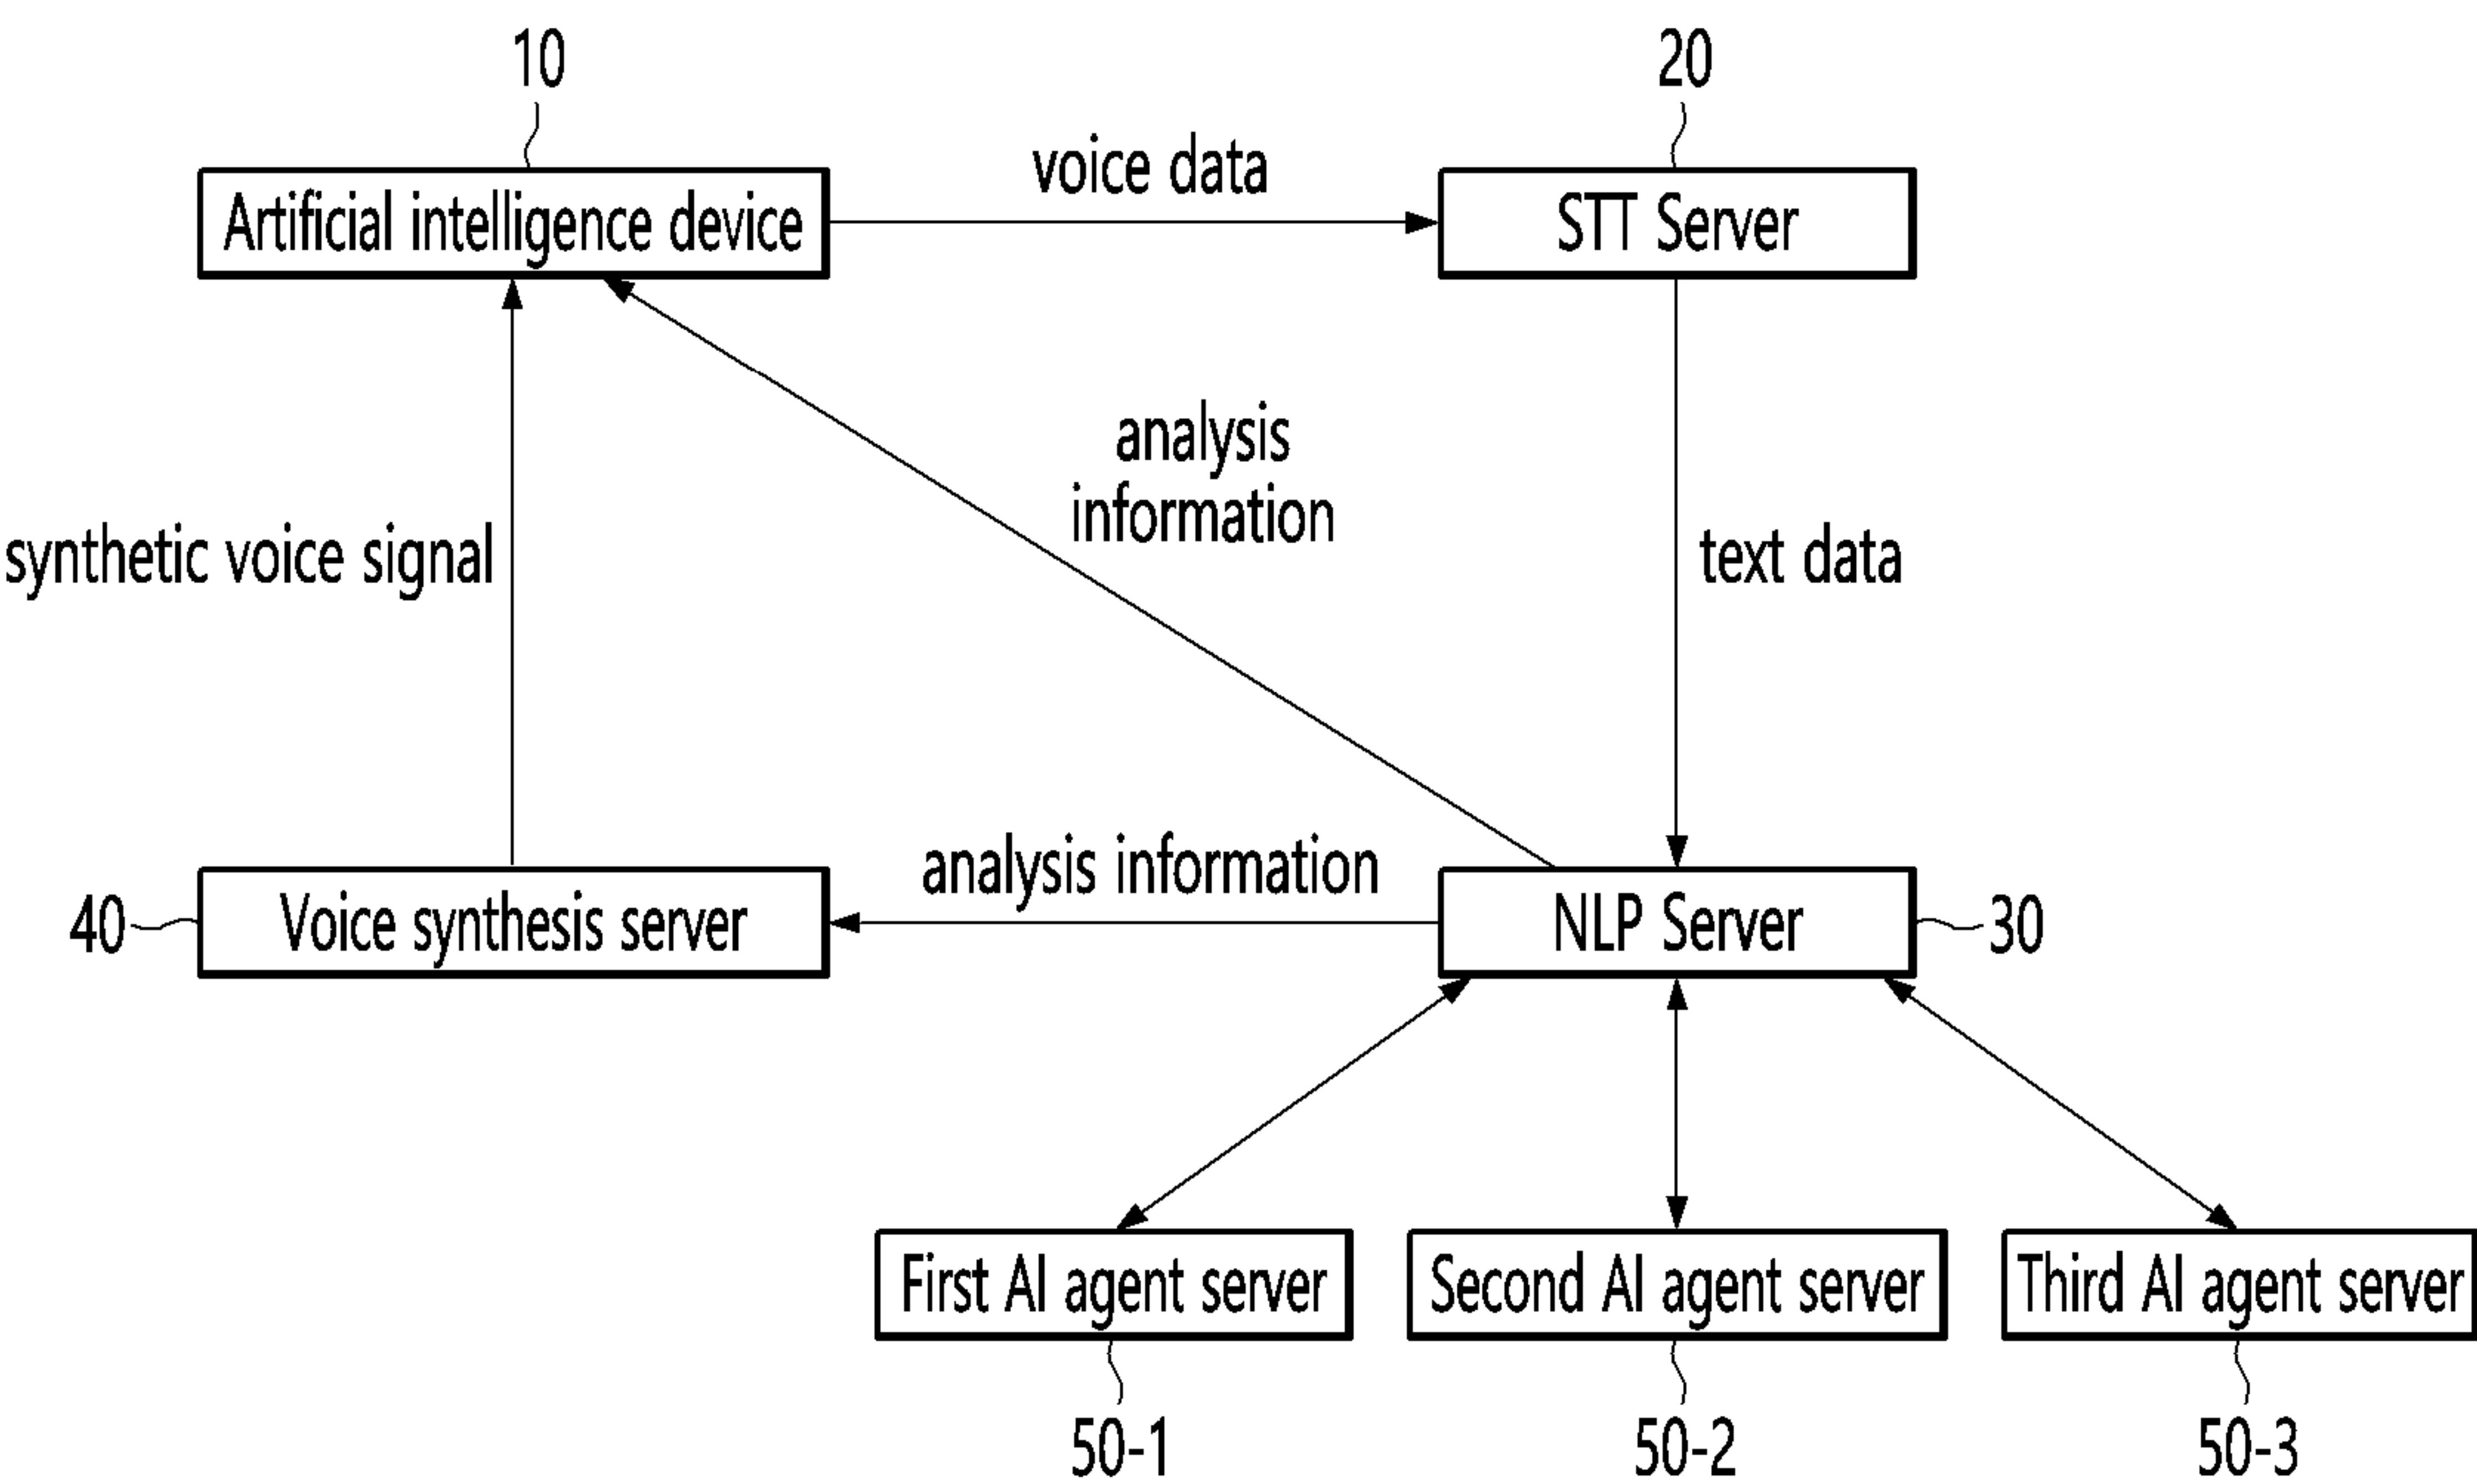 10
20
Artificial intelligence device
voice data
STT Server
analysis
information
synthetic voice signal
text data
40
Voice synthesis server
analysis information
NLP Server
30
First AI agent server
Second AI agent server
Third AI agent server
50-1
50-2
50-3